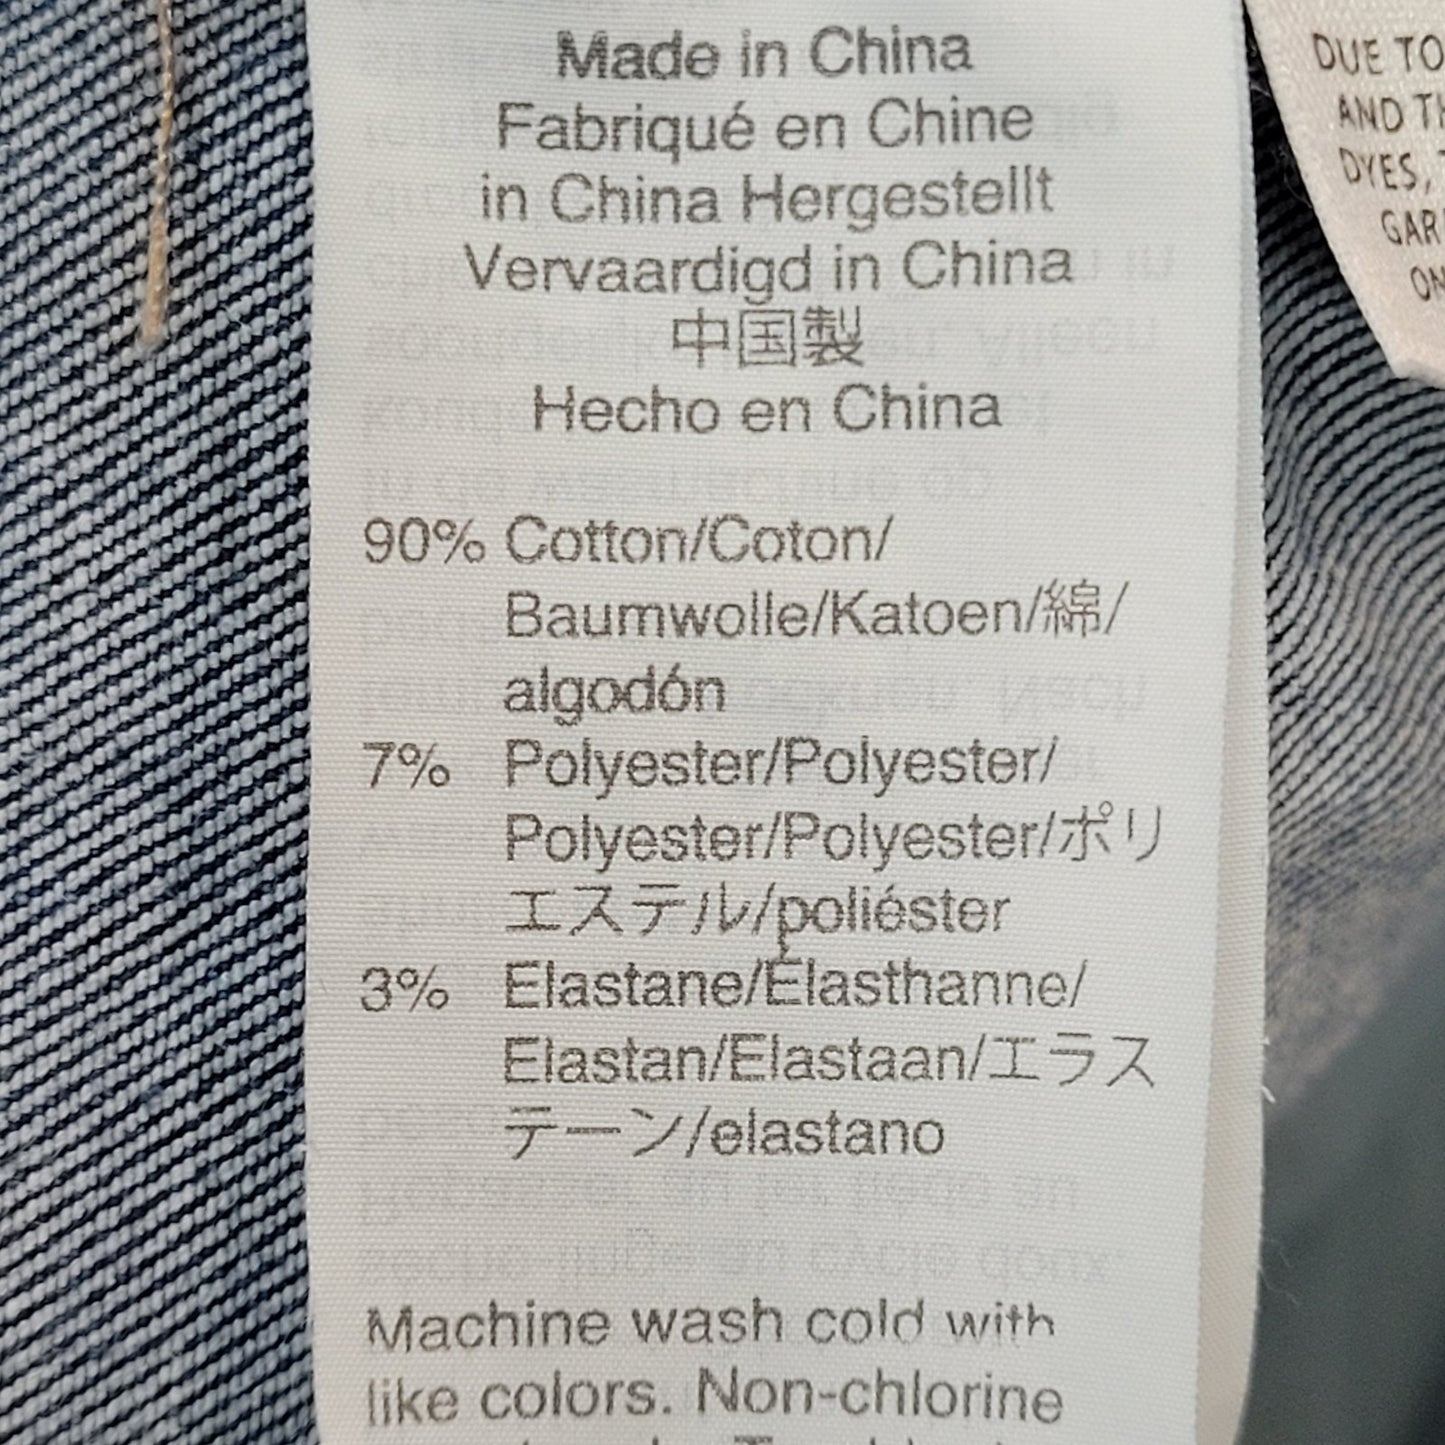 Made in China
Fabriqué en Chine
in China Hergestellt
Vervaardigd in China
中国製
Hecho en China
90% Cotton/Coton/
Baumwolle/Katoen/綿/
algodón
7% Polyester/Polyester/
Polyester/Polyester/ポリ
エステル/poliéster
3% Elastane/Élasthanne/
Elastan/Elastaan/エラス
テーン/elastano
Machine wash cold with
like colors. Non-chlorine
DUE TO
AND
DYES,